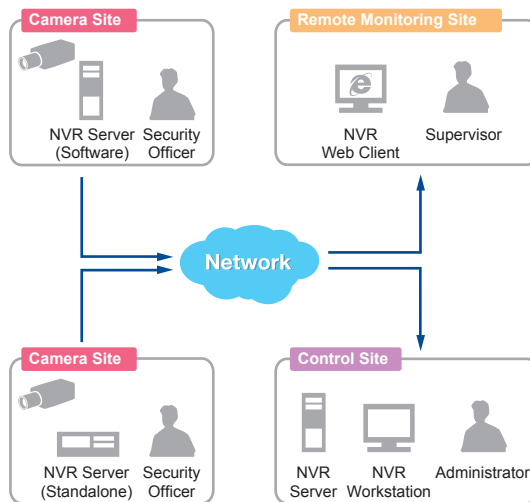 Camera Site
NVR Server
(Software)
Security
Officer
Remote Monitoring Site
NVR
Web Client
Supervisor
Network
Camera Site
NVR Server
(Standalone)
Security
Officer
Control Site
NVR
Server
NVR
Workstation
Administrator